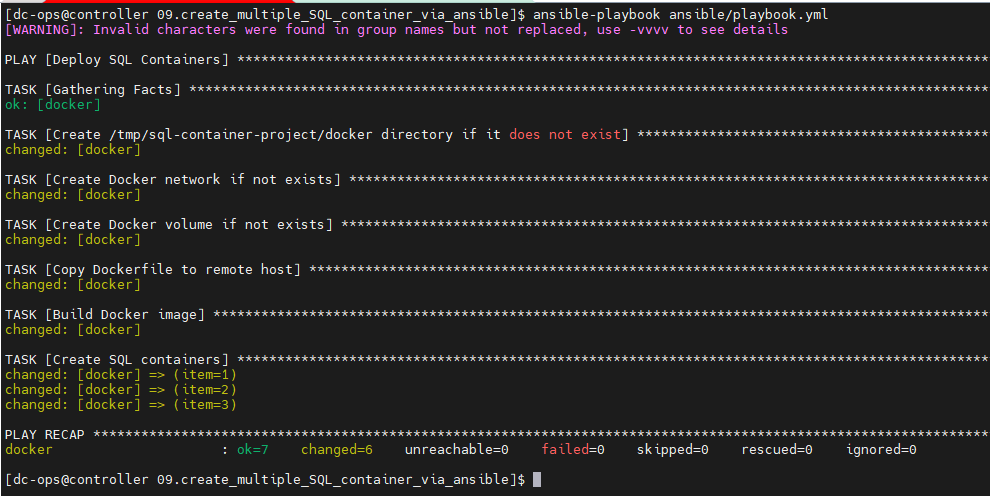 [dc-ops@controller 09.create_multiple_SQL_container_via_ansible]$ ansible-playbook ansible/playbook.yml
[WARNING]: Invalid characters were found in group names but not replaced, use -vvvv to see details
PLAY [Deploy SQL Containers] **********************************************************************************************
TASK [Gathering Facts] ****************************************************************************************************
ok: [docker]
TASK [Create /tmp/sql-container-project/docker directory if it does not exist] ********************************************
changed: [docker]
TASK [Create Docker network if not exists] ********************************************************************************
changed: [docker]
TASK [Create Docker volume if not exists] *********************************************************************************
changed: [docker]
TASK [Copy Dockerfile to remote host] *************************************************************************************
changed: [docker]
TASK [Build Docker image] *************************************************************************************************
changed: [docker]
TASK [Create SQL containers] **********************************************************************************************
changed: [docker] => (item=1)
changed: [docker] => (item=2)
changed: [docker] => (item=3)
PLAY RECAP ****************************************************************************************************************
docker                     : ok=7    changed=6    unreachable=0    failed=0    skipped=0    rescued=0    ignored=0
[dc-ops@controller 09.create_multiple_SQL_container_via_ansible]$